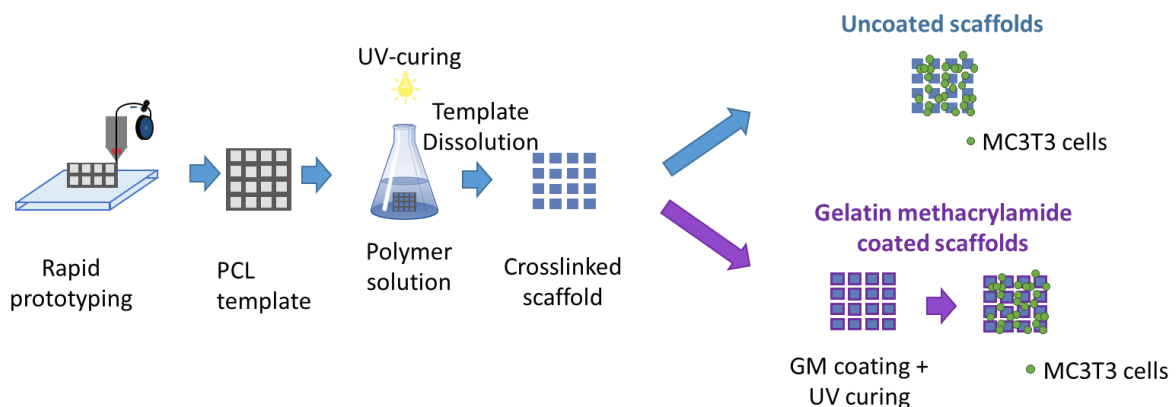 Rapid
prototyping
PCL
template
UV-curing
Template
Dissolution
Polymer
solution
Crosslinked
scaffold
Uncoated scaffolds
MC3T3 cells
Gelatin methacrylamide
coated scaffolds
GM coating +
UV curing
MC3T3 cells